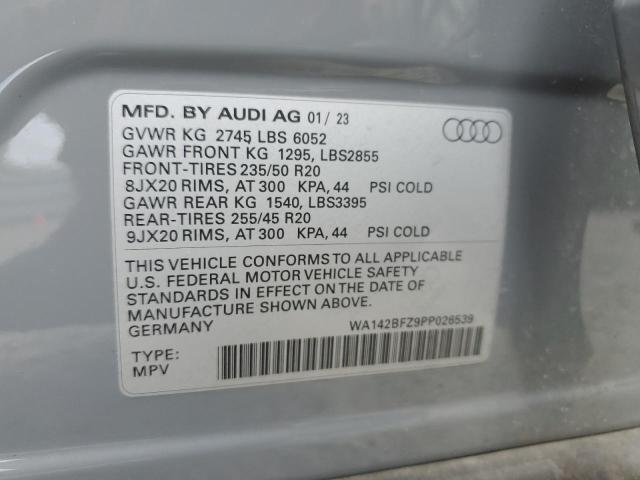 MFD. BY AUDI AG 01/ 23
GVWR KG 2745 LBS 6052
GAWR FRONT KG 1295, LBS2855
FRONT-TIRES 235/50 R20
8JX20 RIMS, AT 300 KPA, 44 PSI COLD
GAWR REAR KG 1540, LBS3395
REAR-TIRES 255/45 R20
9JX20 RIMS, AT 300 KPA, 44 PSI COLD
THIS VEHICLE CONFORMS TO ALL APPLICABLE
U.S. FEDERAL MOTOR VEHICLE SAFETY
STANDARDS IN EFFECT ON THE DATE OF
MANUFACTURE SHOWN ABOVE.
GERMANY WA142BFZ9PP026539
TYPE:
MPV